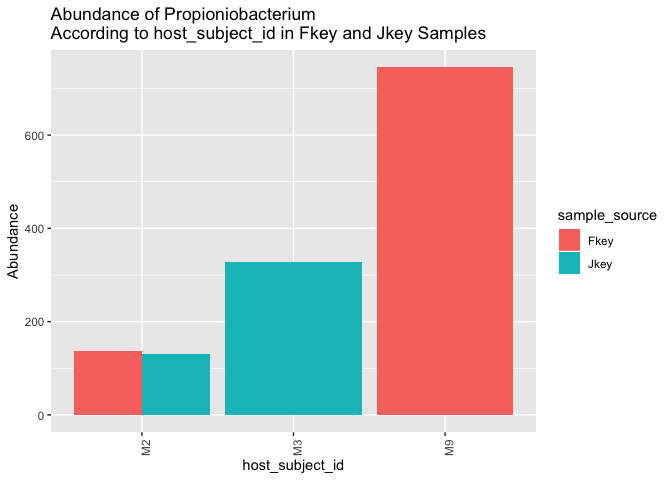 Abundance of Propioniobacterium
According to host_subject_id in Fkey and Jkey Samples
Abundance
600
400
200
0
M2
M3
M9
host_subject_id
sample_source
Fkey
Jkey